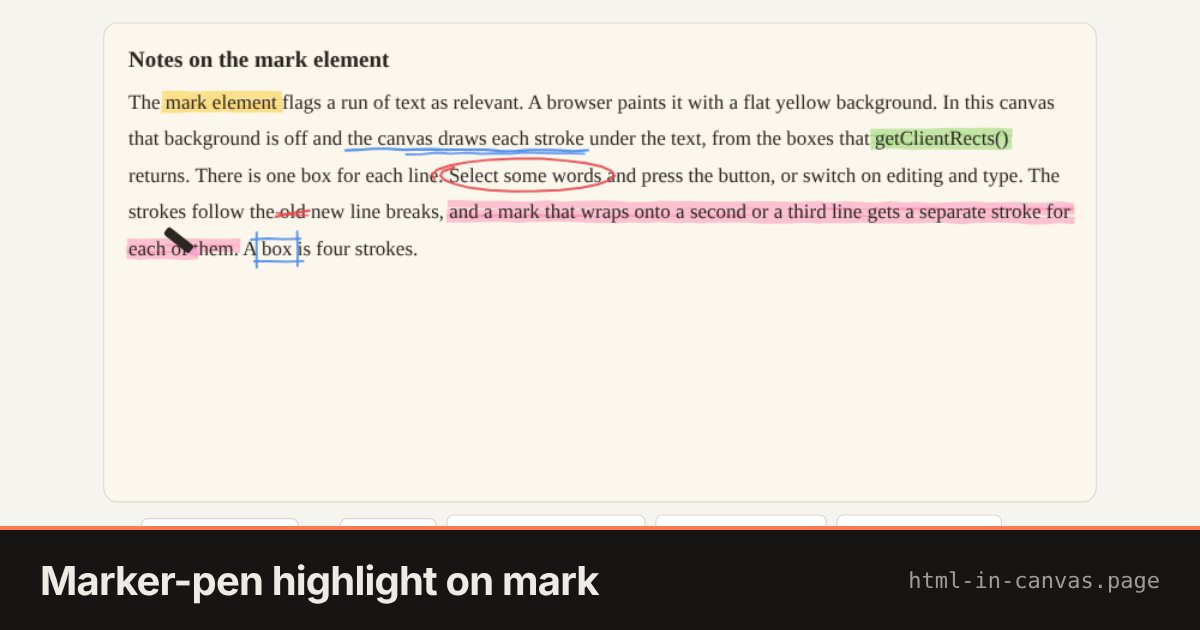 Notes on the mark element
The mark element flags a run of text as relevant. A browser paints it with a flat yellow background. In this canvas
that background is off and the canvas draws each stroke under the text, from the boxes that getClientRects()
returns. There is one box for each line. Select some words and press the button, or switch on editing and type. The
strokes follow the old new line breaks, and a mark that wraps onto a second or a third line gets a separate stroke for
each of them. A box is four strokes.
Marker-pen highlight on mark
html-in-canvas.page